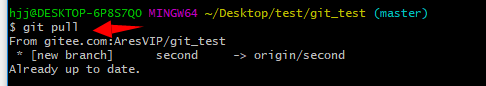 hjj@DESKTOP-6P8S7QO MINGW64 ~/Desktop/test/git_test (master)
$ git pull
From gitee.com:AresVIP/git_test
 * [new branch]      second     -> origin/second
Already up to date.